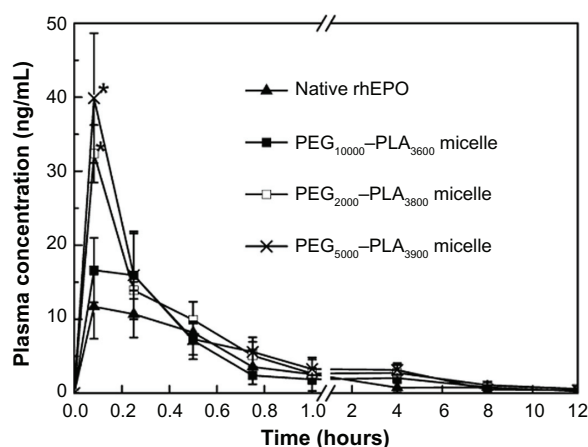 50
40
30
20
10
0
Plasma concentration (ng/mL)
Native rhEPO
PEG10000–PLA3600 micelle
PEG2000–PLA3800 micelle
PEG5000–PLA3900 micelle
*
*
0.0 0.2 0.4 0.6 0.8 1.0 2 4 6 8 10 12
Time (hours)